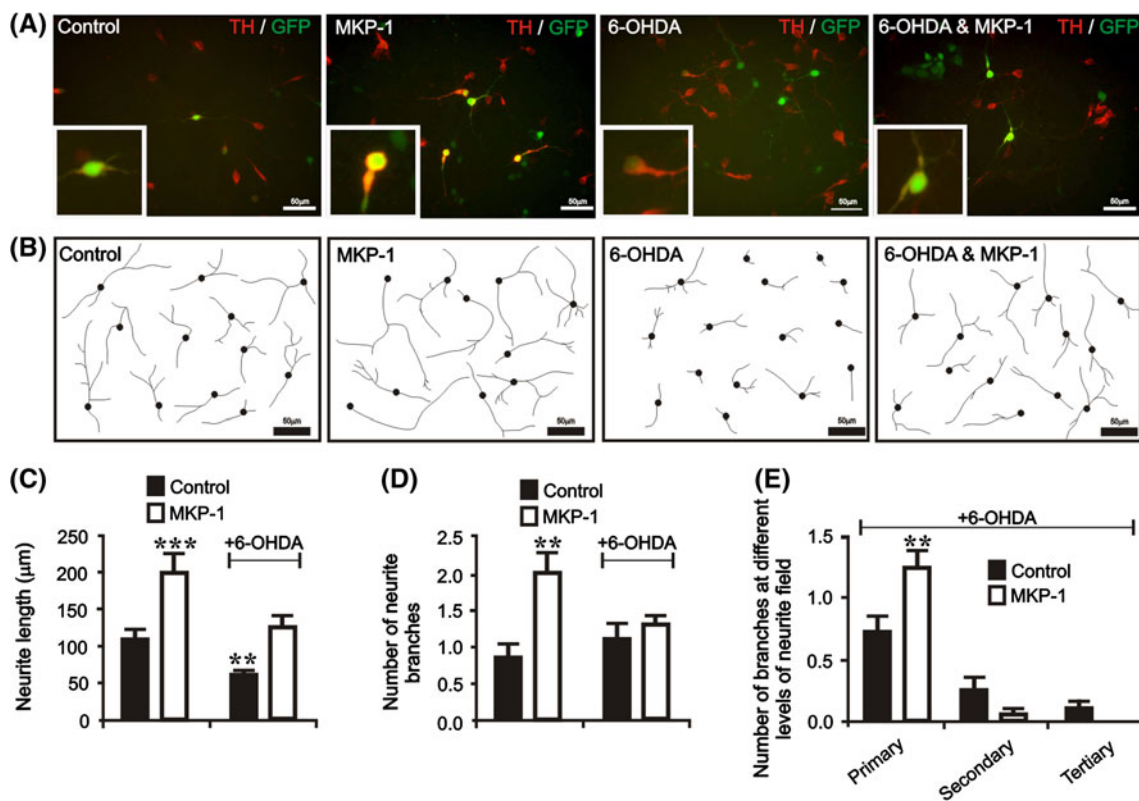 (A)
Control TH / GFP
MKP-1 TH / GFP
6-OHDA TH / GFP
6-OHDA & MKP-1 TH / GFP
50µm
50µm
50µm
50µm
(B)
Control
MKP-1
6-OHDA
6-OHDA & MKP-1
50µm
50µm
50µm
50µm
(C)
Control
MKP-1
Neurite length (µm)
250
200
150
100
50
0
***
**
+6-OHDA
(D)
Control
MKP-1
Number of neurite
branches
2.5
2.0
1.5
1.0
0.5
0.0
**
+6-OHDA
(E)
+6-OHDA
Number of branches at different
levels of neurite field
1.5
1.0
0.5
0.0
**
Control
MKP-1
Primary
Secondary
Tertiary